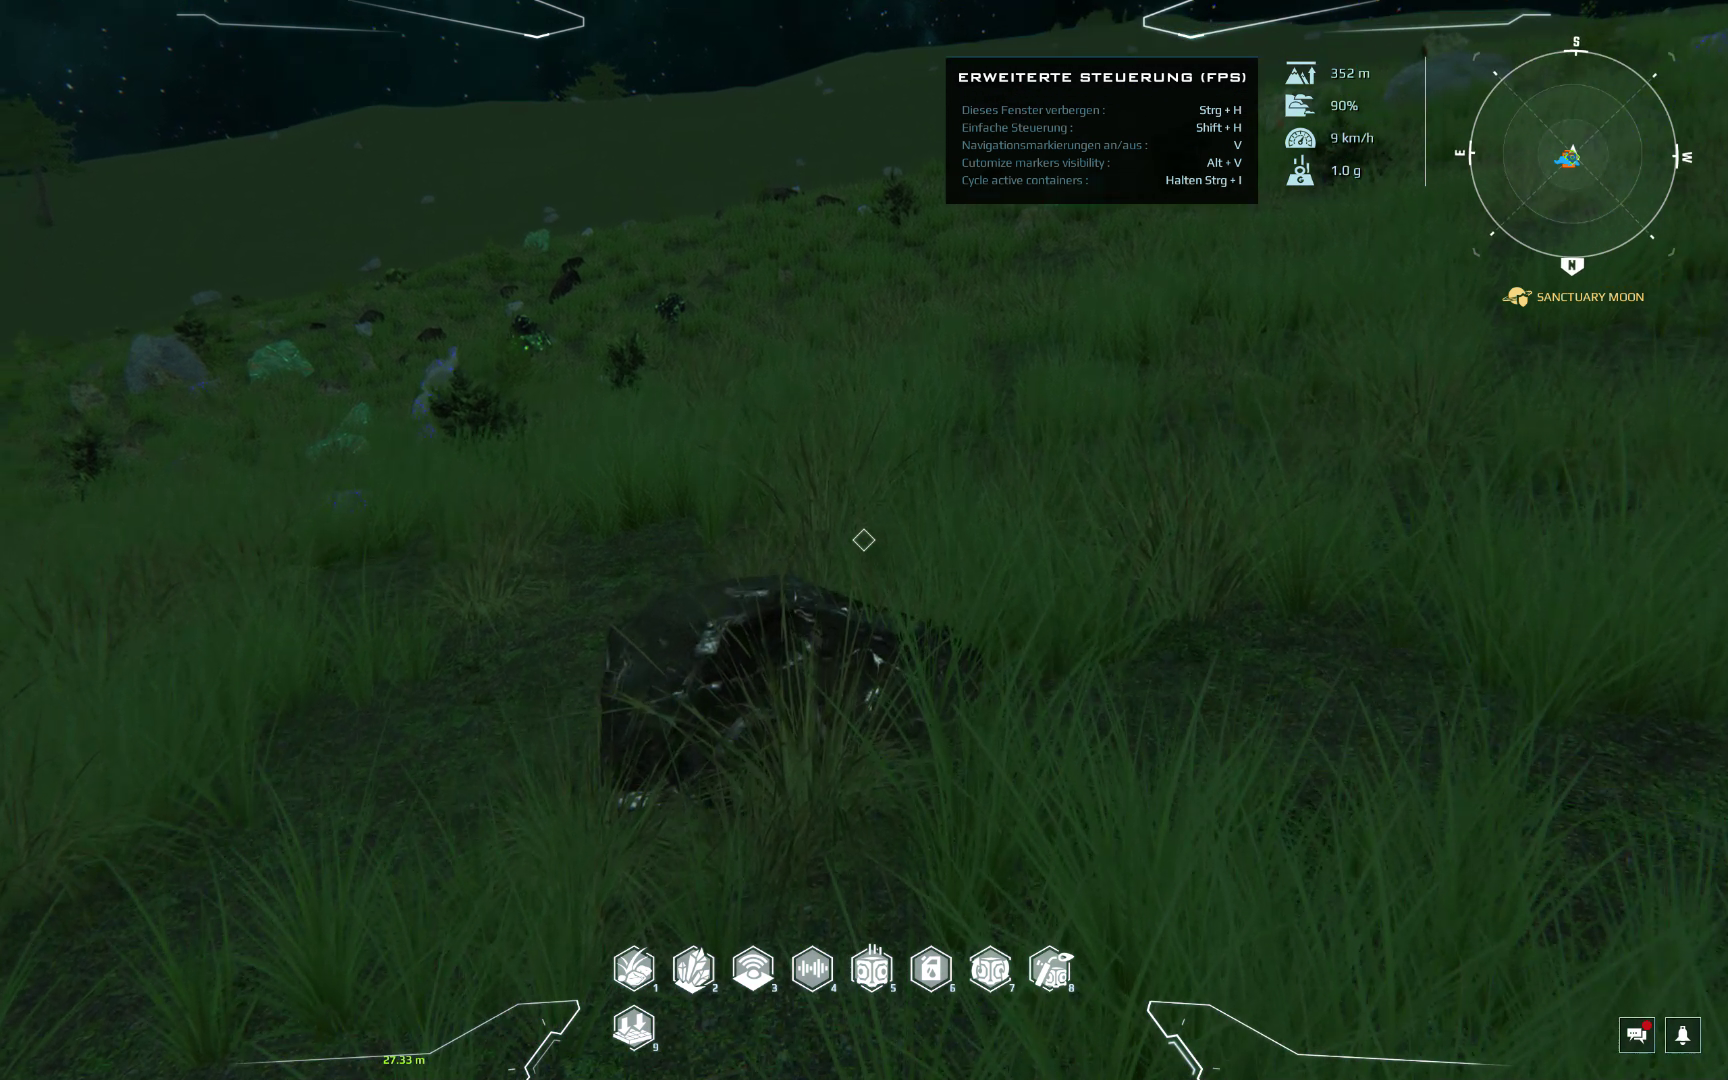 ERWEITERTE STEUERUNG (FPS)
Dieses Fenster verbergen : Strg + H
Einfache Steuerung : Shift + H
Navigationsmarkierungen an/aus : V
Cutomize markers visibility : Alt + V
Cycle active containers : Halten Strg + I
352 m
90%
9 km/h
G
1.0 g
S
E
W
N
SANCTUARY MOON
1
2
3
4
5
6
7
8
9
27.33 m